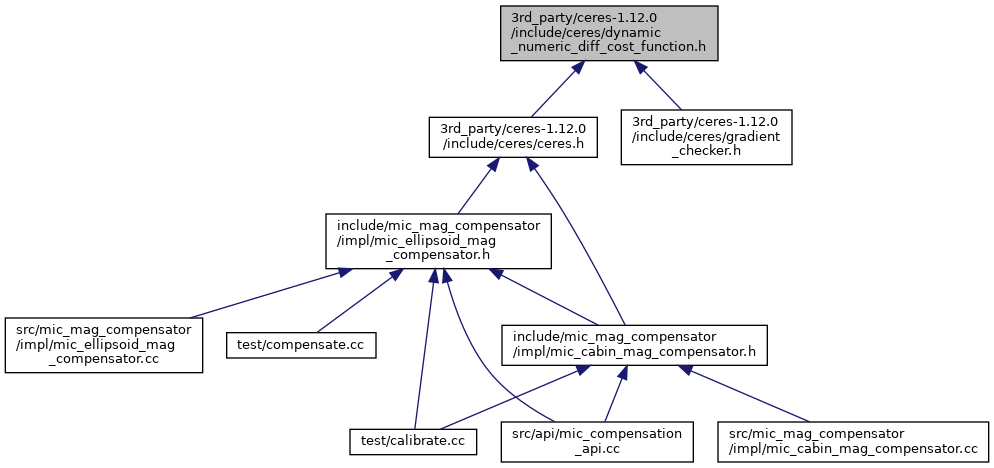 3rd_party/ceres-1.12.0
/include/ceres/dynamic
_numeric_diff_cost_function.h
3rd_party/ceres-1.12.0
/include/ceres/ceres.h
3rd_party/ceres-1.12.0
/include/ceres/gradient
_checker.h
include/mic_mag_compensator
/impl/mic_ellipsoid_mag
_compensator.h
src/mic_mag_compensator
/impl/mic_ellipsoid_mag
_compensator.cc
test/compensate.cc
include/mic_mag_compensator
/impl/mic_cabin_mag_compensator.h
test/calibrate.cc
src/api/mic_compensation
_api.cc
src/mic_mag_compensator
/impl/mic_cabin_mag_compensator.cc